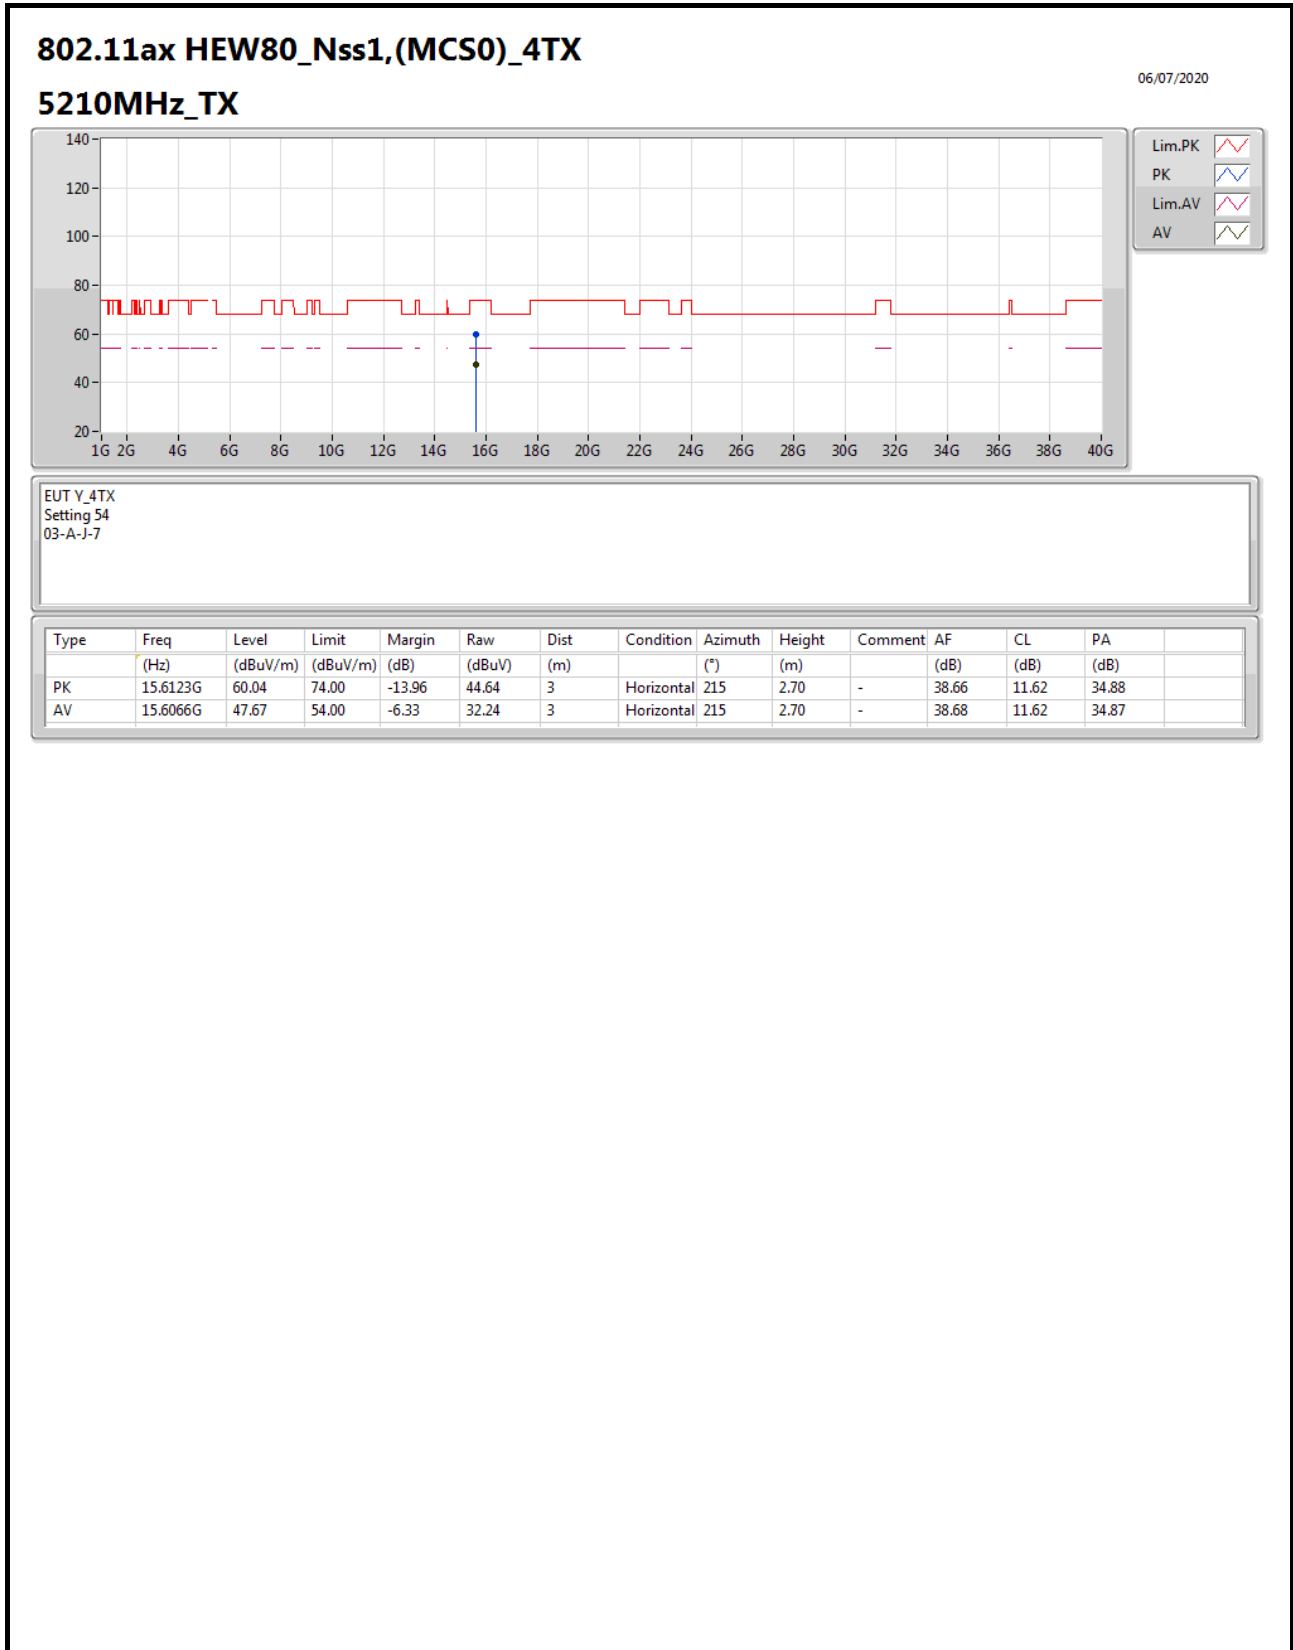 802.11ax HEW80_Nss1,(MCS0)_4TX
06/07/2020
5210MHz_TX
140
120
100
80
60
40
20
1G 2G 4G 6G 8G 10G 12G 14G 16G 18G 20G 22G 24G 26G 28G 30G 32G 34G 36G 38G 40G
Lim.PK
PK
Lim.AV
AV
EUT Y_4TX
Setting 54
03-A-J-7
Type Freq Level Limit Margin Raw Dist Condition Azimuth Height Comment AF CL PA
(Hz) (dBuV/m) (dBuV/m) (dB) (dBuV) (m) (°) (m) (dB) (dB) (dB)
PK 15.6123G 60.04 74.00 -13.96 44.64 3 Horizontal 215 2.70 - 38.66 11.62 34.88
AV 15.6066G 47.67 54.00 -6.33 32.24 3 Horizontal 215 2.70 - 38.68 11.62 34.87